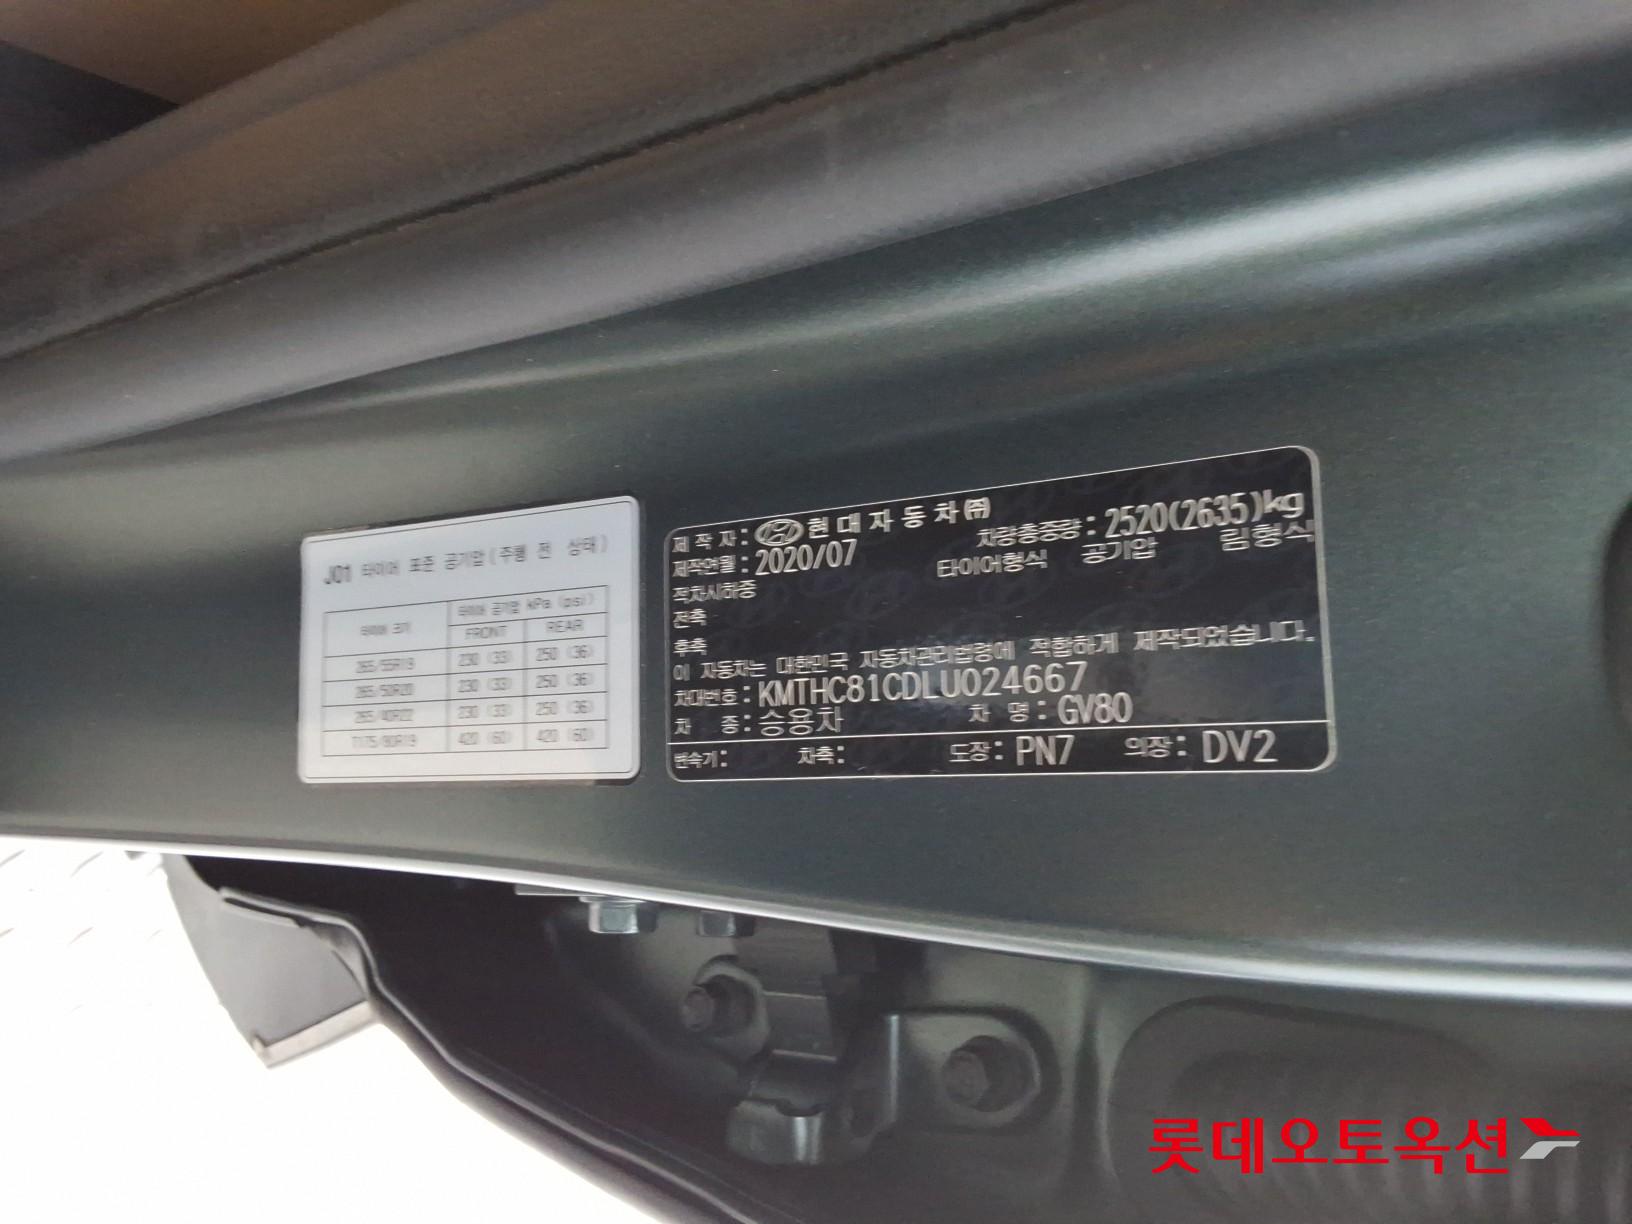 J01 타이어 표준 공기압(주행 전 상태)
타이어 크기 타이어 공기압 kPa (psi)
FRONT REAR
265/55R19 230 (33) 250 (36)
265/50R20 230 (33) 250 (36)
265/40R22 230 (33) 250 (36)
T175/80R19 420 (60) 420 (60)
제작자: 현대자동차㈜ 차량총중량: 2520(2635)kg
제작연월: 2020/07 타이어형식 공기압 림형식
적차시하중
전축
후축
이 자동차는 대한민국 자동차관리법령에 적합하게 제작되었습니다.
차대번호: KMTHC81CDLU024667
차 종: 승용차 차 명: GV80
변속기: 차축: 도장: PN7 의장: DV2
롯데오토옥션